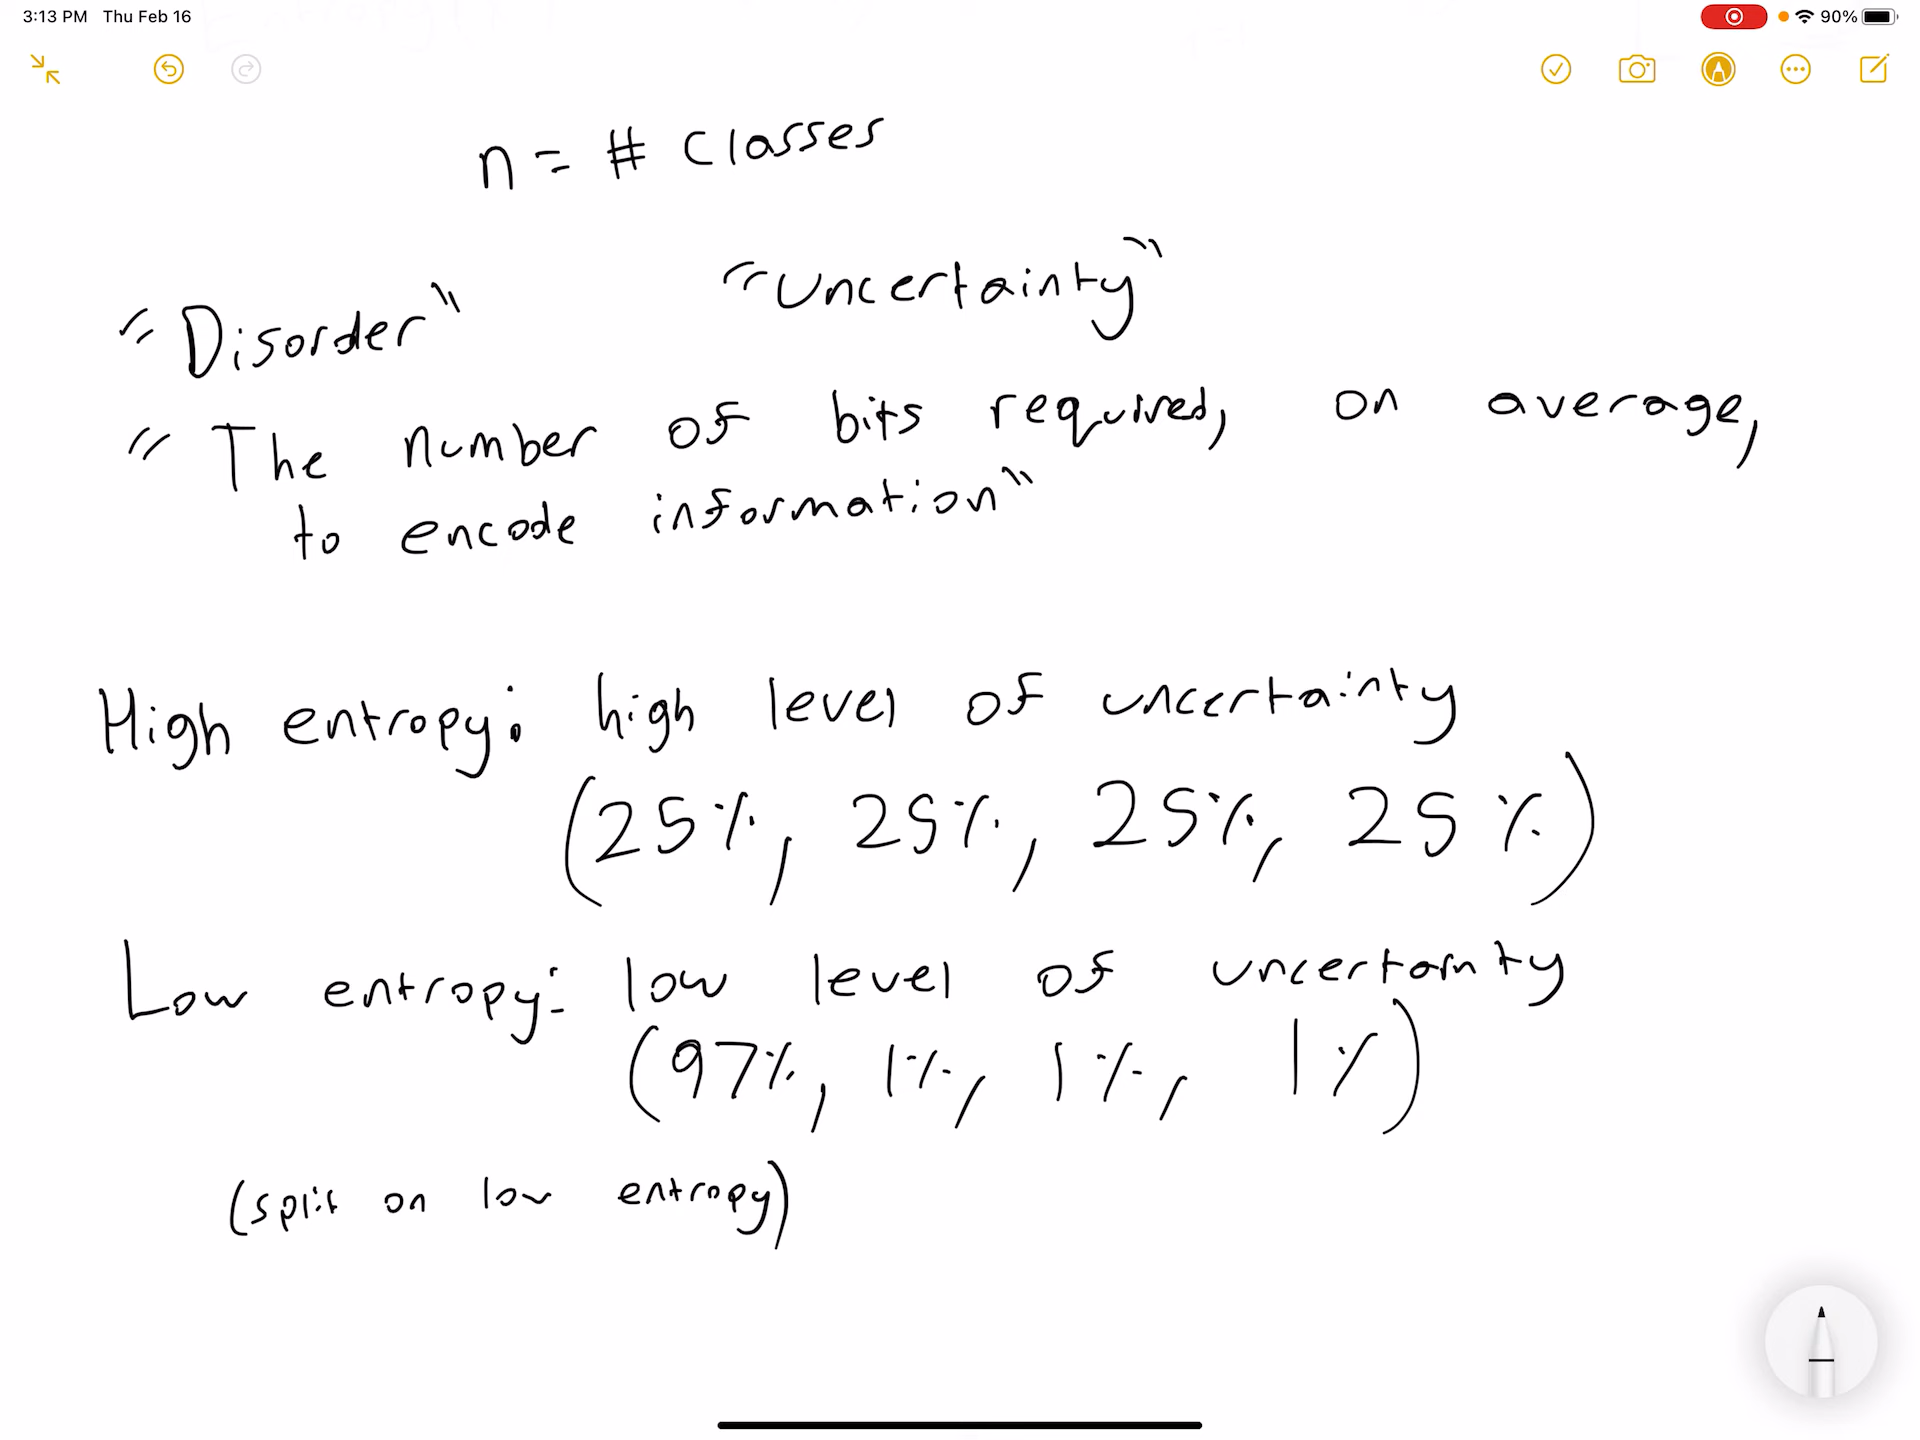 3:13 PM Thu Feb 16
90%
n = # classes
"Disorder" "Uncertainty"
"The number of bits required, on average,
to encode information"
High entropy: high level of uncertainty
(25%, 25%, 25%, 25%)
Low entropy: low level of uncertainty
(97%, 1%, 1%, 1%)
(split on low entropy)